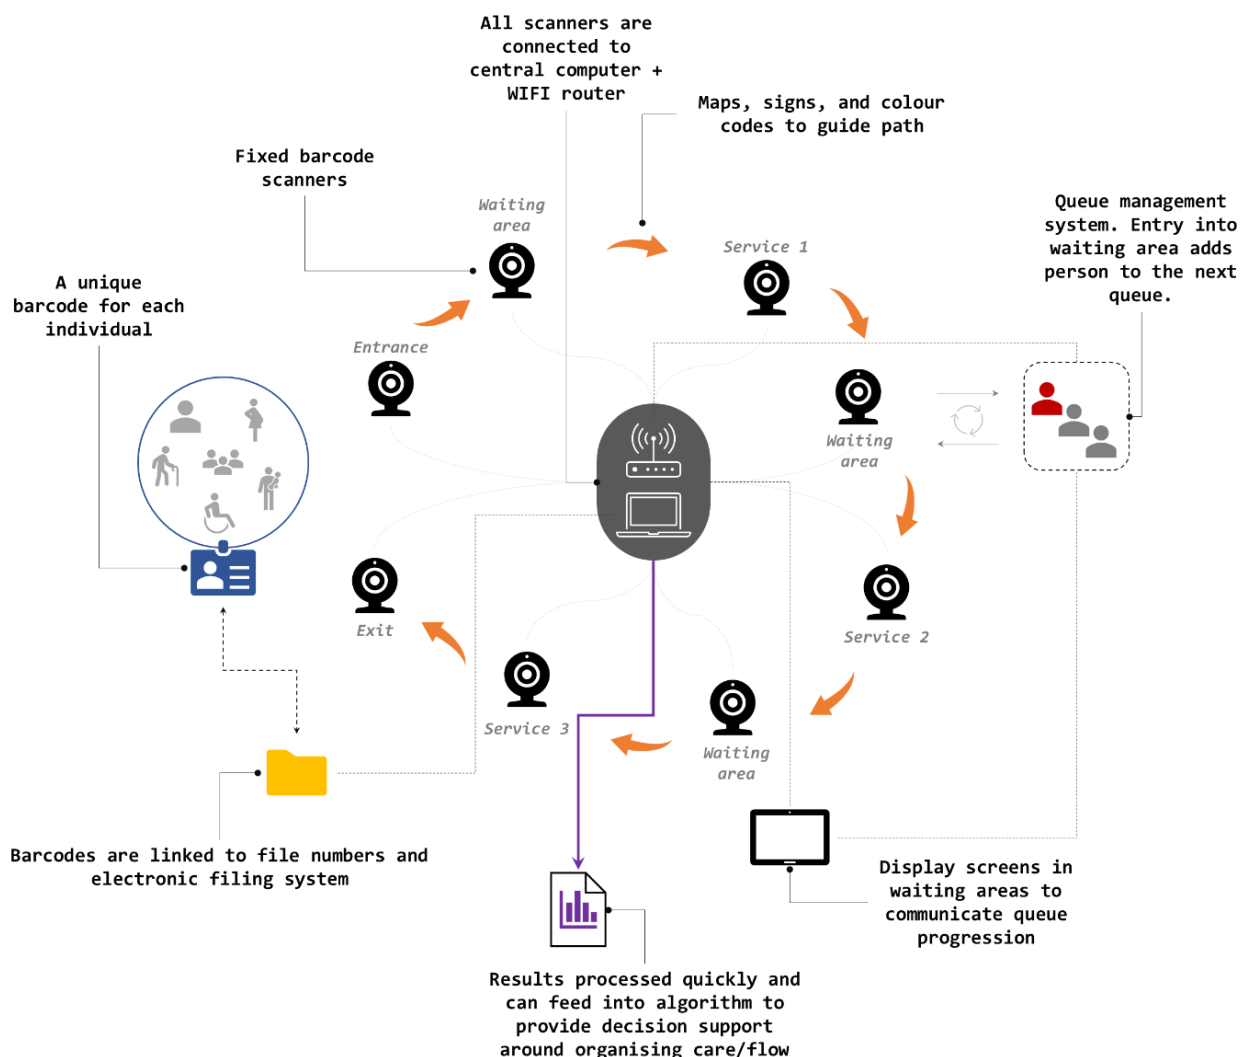 All scanners are
connected to
central computer +
WIFI router
Maps, signs, and colour
codes to guide path
Fixed barcode
scanners
Waiting
area
Service 1
Queue management
system. Entry into
waiting area adds
person to the next
queue.
A unique
barcode for each
individual
Entrance
Waiting
area
Exit
Service 2
Service 3
Waiting
area
Barcodes are linked to file numbers and
electronic filing system
Display screens in
waiting areas to
communicate queue
progression
Results processed quickly and
can feed into algorithm to
provide decision support
around organising care/flow